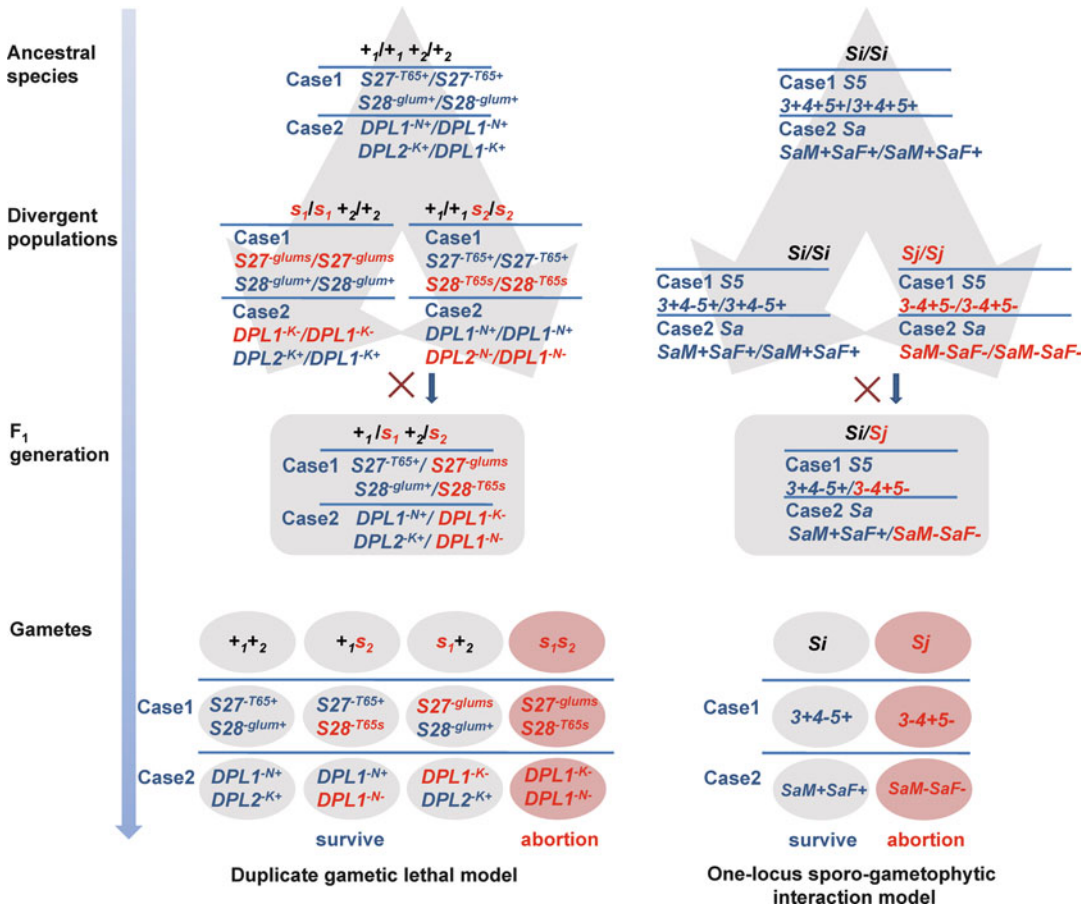 Ancestral
species
+1/+1 +2/+2
Case1 S27-T65+/S27-T65+
S28-glum+/S28-glum+
Case2 DPL1-N+/DPL1-N+
DPL2-K+/DPL1-K+
Si/Si
Case1 S5
3+4+5+/3+4+5+
Case2 Sa
SaM+SaF+/SaM+SaF+
Divergent
populations
s1/s1 +2/+2
Case1
S27-glums/S27-glums
S28-glum+/S28-glum+
Case2
DPL1-K-/DPL1-K-
DPL2-K+/DPL1-K+
+1/+1 s2/s2
Case1
S27-T65+/S27-T65+
S28-T65s/S28-T65s
Case2
DPL1-N+/DPL1-N+
DPL2-N-/DPL1-N-
Si/Si
Case1 S5
3+4-5+/3+4-5+
Case2 Sa
SaM+SaF+/SaM+SaF+
Sj/Sj
Case1 S5
3-4+5-/3-4+5-
Case2 Sa
SaM-SaF-/SaM-SaF-
F1
generation
+1/s1 +2/s2
Case1 S27-T65+/ S27-glums
S28-glum+/S28-T65s
Case2 DPL1-N+/ DPL1-K-
DPL2-K+/ DPL1-N-
Si/Sj
Case1 S5
3+4-5+/3-4+5-
Case2 Sa
SaM+SaF+/SaM-SaF-
Gametes
+1+2 +1s2 s1+2 s1s2
Case1
S27-T65+ S27-T65+ S27-glums S27-glums
S28-glum+ S28-T65s S28-glum+ S28-T65s
Case2
DPL1-N+ DPL1-N+ DPL1-K- DPL1-K-
DPL2-K+ DPL1-N- DPL2-K+ DPL1-N-
survive abortion
Duplicate gametic lethal model
Si Sj
Case1
3+4-5+ 3-4+5-
Case2
SaM+SaF+ SaM-SaF-
survive abortion
One-locus sporo-gametophytic
interaction model